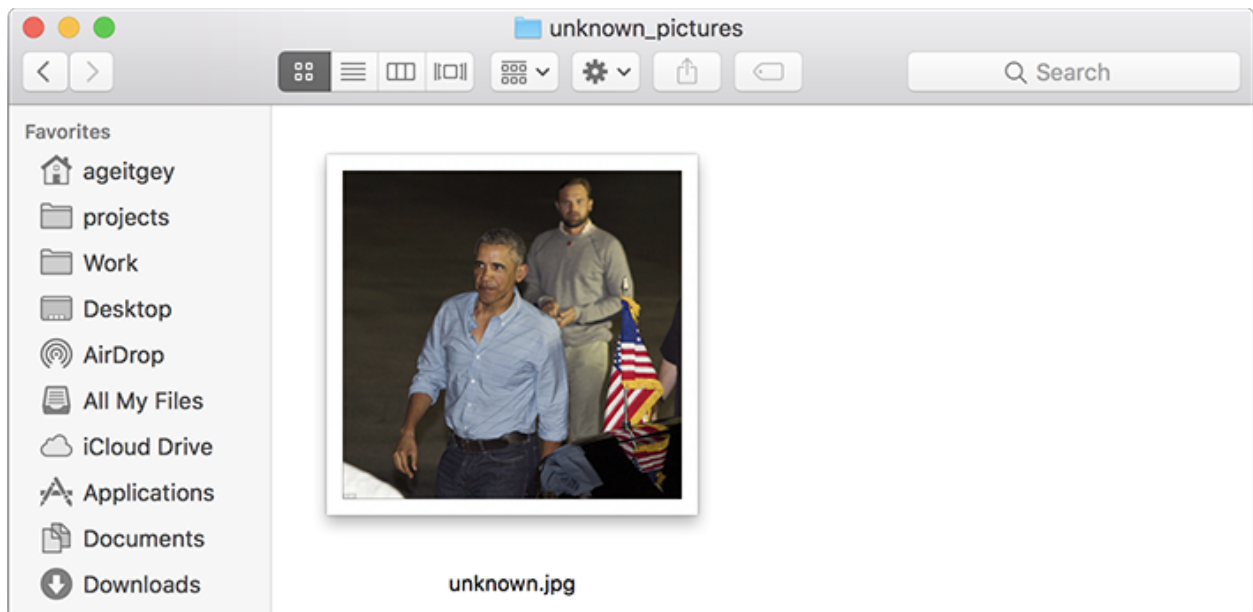 unknown_pictures
Search
Favorites
ageitgey
projects
Work
Desktop
AirDrop
All My Files
iCloud Drive
Applications
Documents
Downloads
unknown.jpg